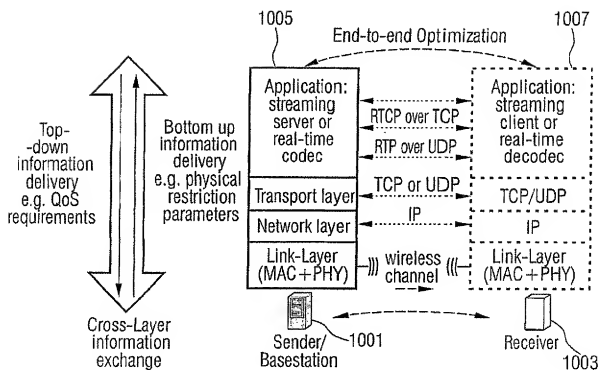 1005
1007
End-to-end Optimization
Top-
-down
information
delivery
e.g. QoS
requirements
Bottom up
information
delivery
e.g. physical
restriction
parameters
Cross-Layer
information
exchange
Application:
streaming
server or
real-time
codec
Transport layer
Network layer
Link-Layer
(MAC+PHY)
RTCP over TCP
RTP over UDP
TCP or UDP
IP
wireless
channel
Application:
streaming
client or
real-time
decodec
TCP/UDP
IP
Link-Layer
(MAC+PHY)
1001
Sender/
Basestation
Receiver
1003